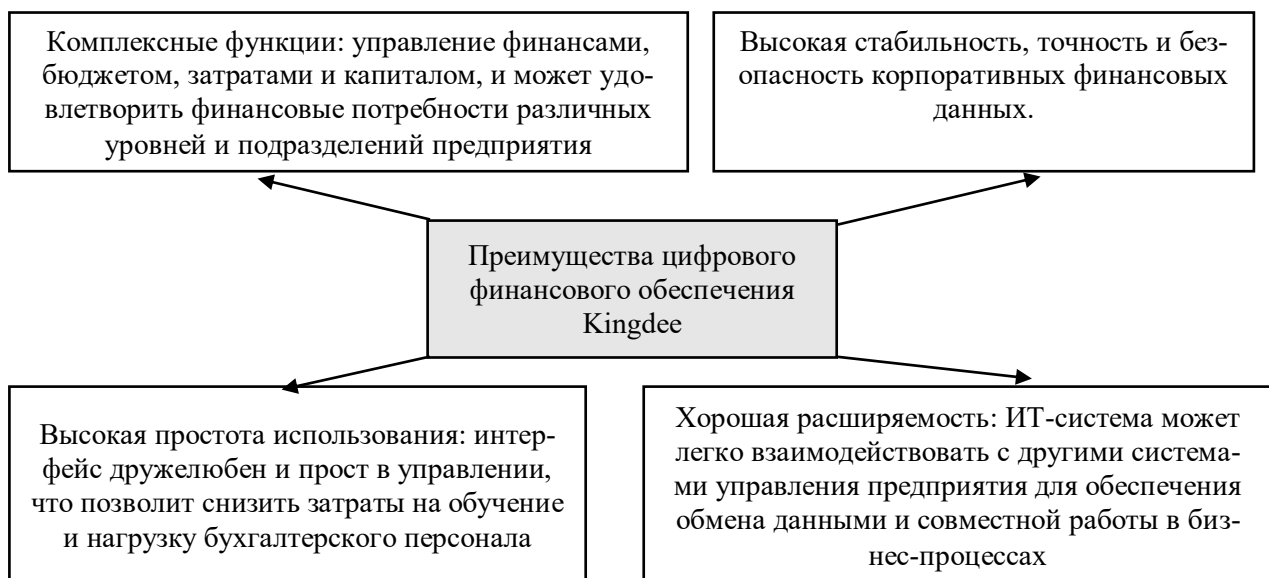 Комплексные функции: управление финансами,
бюджетом, затратами и капиталом, и может удо-
влетворить финансовые потребности различных
уровней и подразделений предприятия
Высокая стабильность, точность и без-
опасность корпоративных финансовых
данных.
Преимущества цифрового
финансового обеспечения
Kingdee
Высокая простота использования: интер-
фейс дружелюбен и прост в управлении,
что позволит снизить затраты на обучение
и нагрузку бухгалтерского персонала
Хорошая расширяемость: ИТ-система может
легко взаимодействовать с другими система-
ми управления предприятия для обеспечения
обмена данными и совместной работы в биз-
нес-процессах